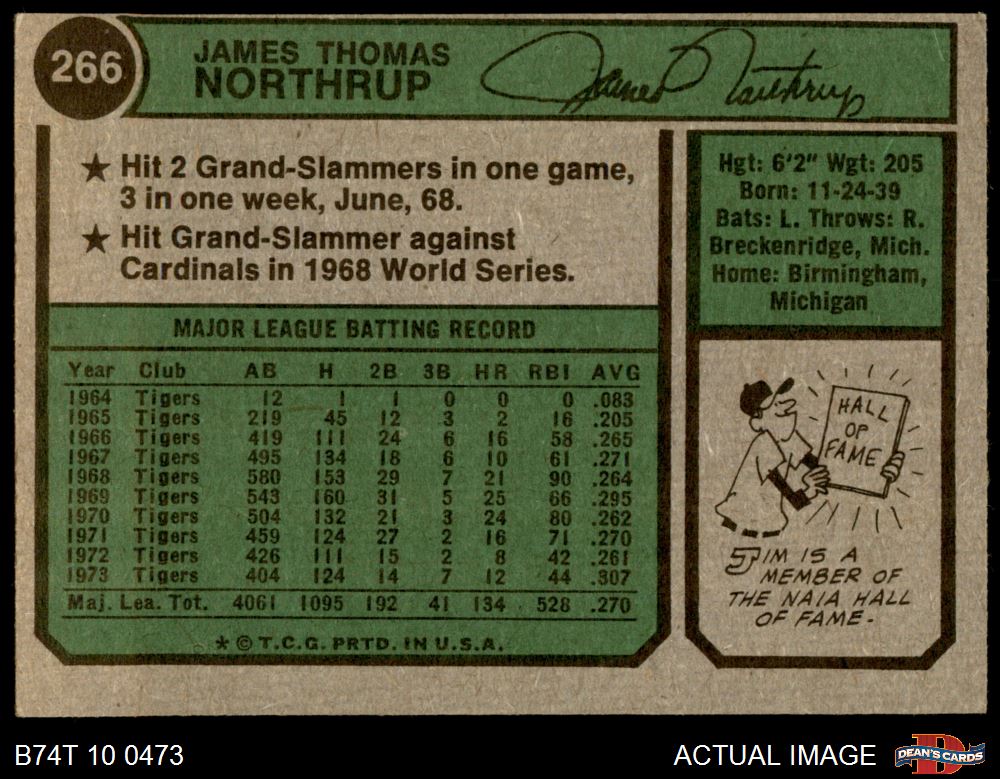 266
JAMES THOMAS
NORTHRUP
James Northrup
★ Hit 2 Grand-Slammers in one game,
3 in one week, June, 68.
★ Hit Grand-Slammer against
Cardinals in 1968 World Series.
MAJOR LEAGUE BATTING RECORD
Year Club AB H 2B 3B HR RBI AVG
1964 Tigers 12 1 1 0 0 0 .083
1965 Tigers 219 45 12 3 2 16 .205
1966 Tigers 419 111 24 6 16 58 .265
1967 Tigers 495 134 18 6 10 61 .271
1968 Tigers 580 153 29 7 21 90 .264
1969 Tigers 543 160 31 5 25 66 .295
1970 Tigers 504 132 21 3 24 80 .262
1971 Tigers 459 124 27 2 16 71 .270
1972 Tigers 426 111 15 2 8 42 .261
1973 Tigers 404 124 14 7 12 44 .307
Maj. Lea. Tot. 4061 1095 192 41 134 528 .270
* © T.C.G. PRTD. IN U.S.A.
Hgt: 6'2" Wgt: 205
Born: 11-24-39
Bats: L. Throws: R.
Breckenridge, Mich.
Home: Birmingham,
Michigan
HALL
OF
FAME
JIM IS A
MEMBER OF
THE NAIA HALL
OF FAME.
B74T 10 0473
ACTUAL IMAGE
DEAN'S CARDS